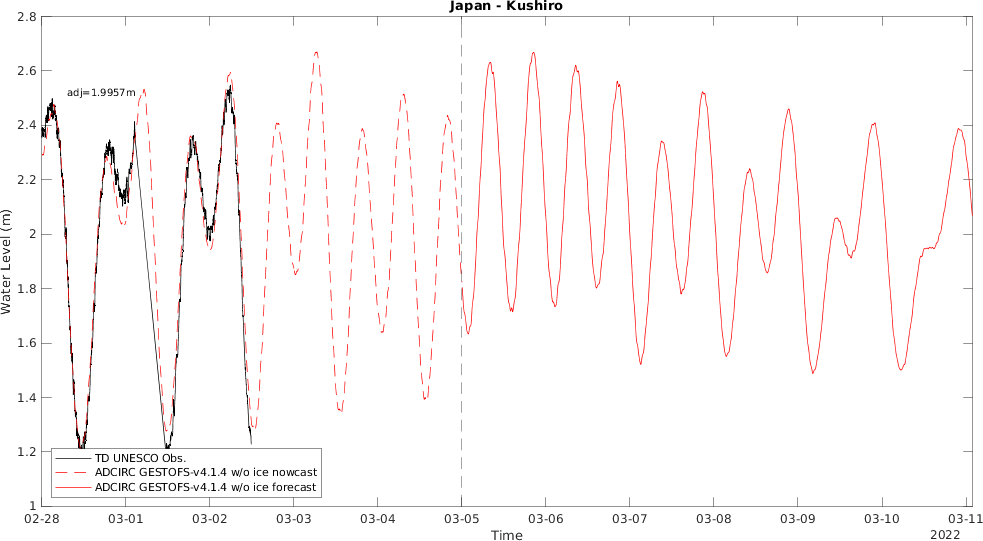 Japan - Kushiro
2.8
2.6
2.4
2.2
2
1.8
1.6
1.4
1.2
1
Water Level (m)
adj=1.9957m
TD UNESCO Obs.
ADCIRC GESTOFS-v4.1.4 w/o ice nowcast
ADCIRC GESTOFS-v4.1.4 w/o ice forecast
02-28 03-01 03-02 03-03 03-04 03-05 03-06 03-07 03-08 03-09 03-10 03-11
Time
2022